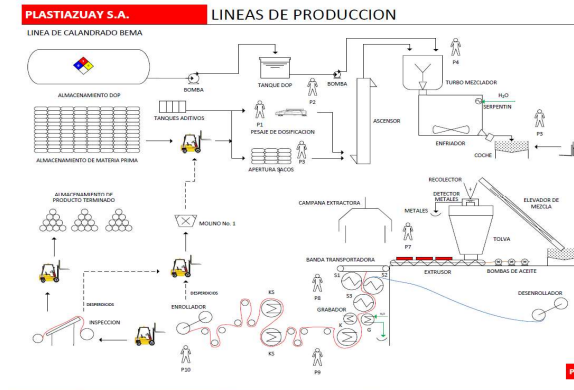 PLASTIAZUAY S.A.
LINEAS DE PRODUCCION
LINEA DE CALANDRADO BEMA
P4
BOMBA
TANQUE DOP
BOMBA
TURBO MEZCLADOR
ALMACENAMIENTO DOP
P2
H₂O
SERPENTIN
TANQUES ADITIVOS
P1
PESAJE DE DOSIFICACION
ASCENSOR
P5
ENFRIADOR
COCHE
ALMACENAMIENTO DE MATERIA PRIMA
P3
APERTURA SACOS
RECOLECTOR
DETECTOR
METALES
ELEVADOR DE
MEZCLA
ALMACENAMIENTO DE
PRODUCTO TERMINADO
CAMPANA EXTRACTORA
METALES
MOLINO No. 1
P7
TOLVA
BANDA TRANSPORTADORA
S1
S2
EXTRUSOR
BOMBAS DE ACEITE
DESPERDICIOS
KS
P8
S3
DESENROLLADOR
DESPERDICIOS
ENROLLADOR
GRABADOR
INSPECCION
K
G
KS
P10
P9
P